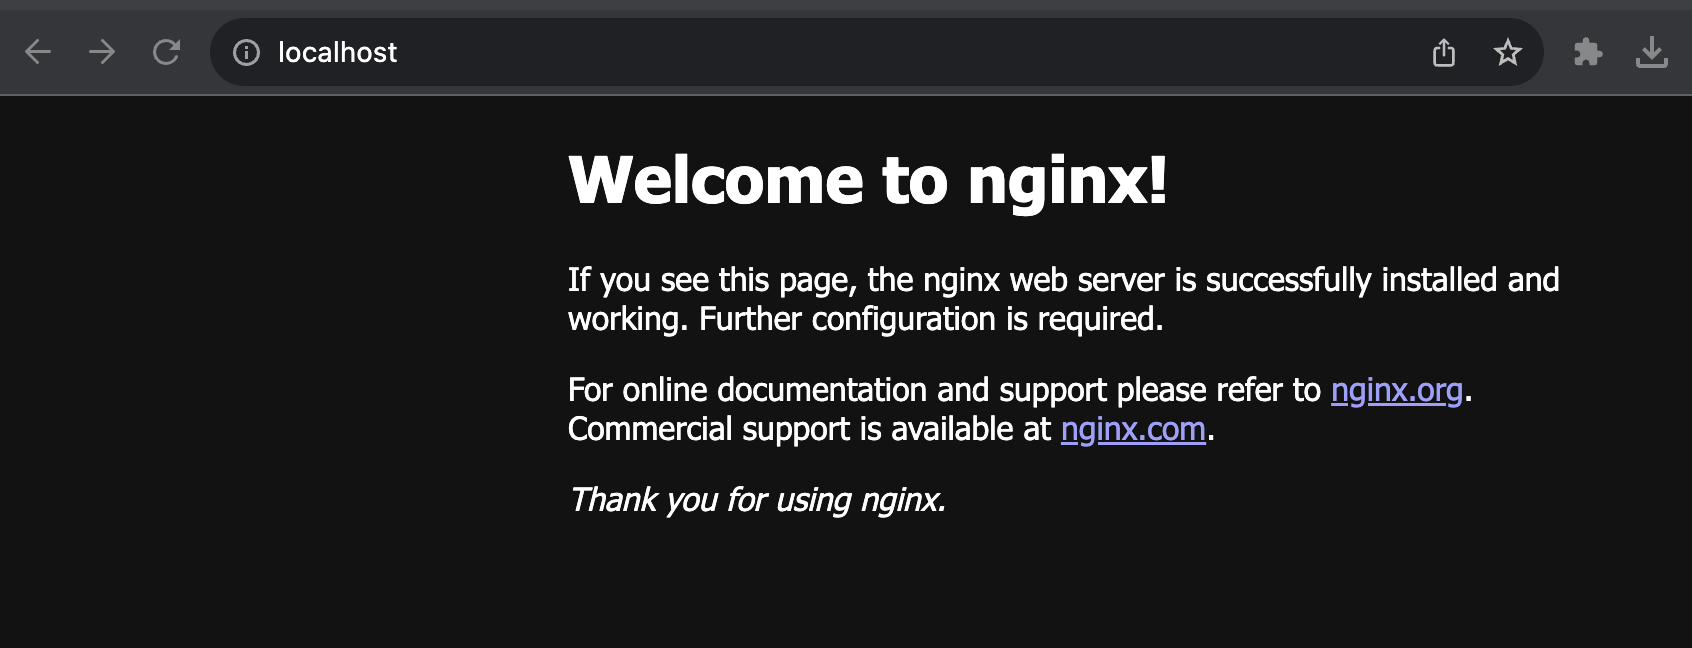 localhost
Welcome to nginx!
If you see this page, the nginx web server is successfully installed and
working. Further configuration is required.
For online documentation and support please refer to nginx.org.
Commercial support is available at nginx.com.
Thank you for using nginx.